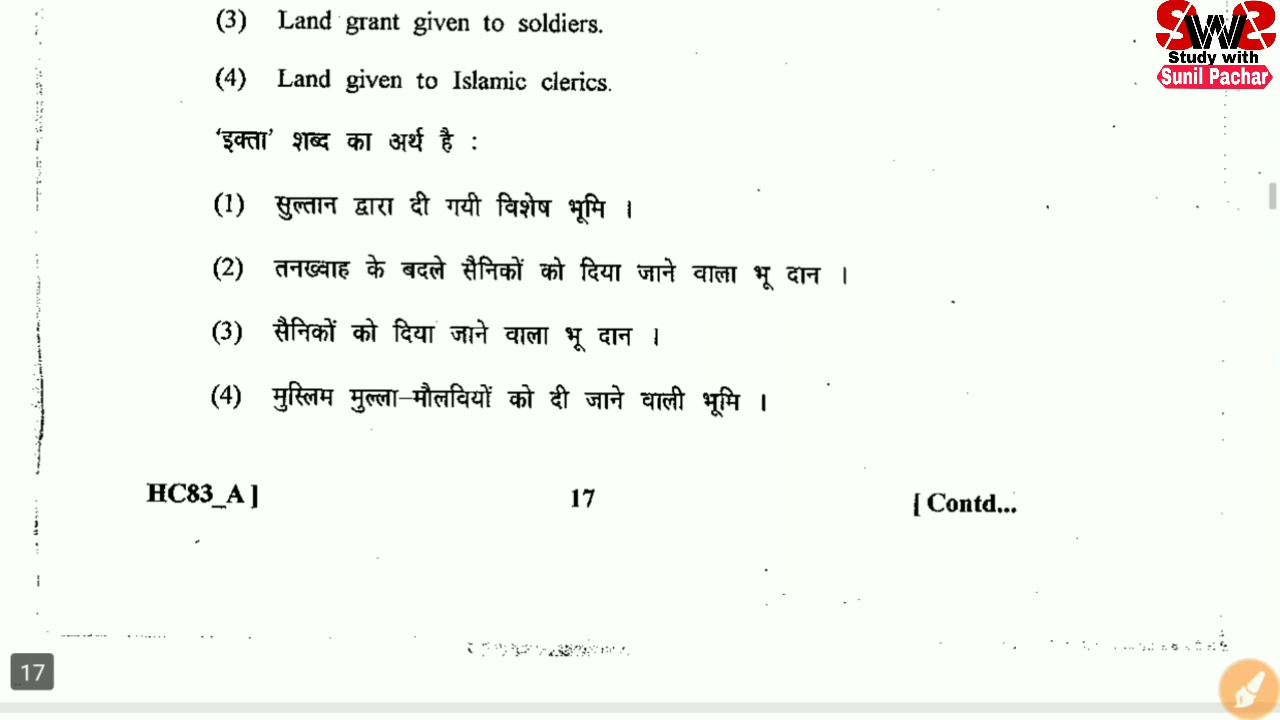 (3) Land grant given to soldiers.
SWS
Study with
Sunil Pachar
(4) Land given to Islamic clerics.
'इक्ता' शब्द का अर्थ है :
(1) सुल्तान द्वारा दी गयी विशेष भूमि ।
(2) तनख्वाह के बदले सैनिकों को दिया जाने वाला भू दान ।
(3) सैनिकों को दिया जाने वाला भू दान ।
(4) मुस्लिम मुल्ला–मौलवियों को दी जाने वाली भूमि ।
HC83_A ] 17 [ Contd...
17